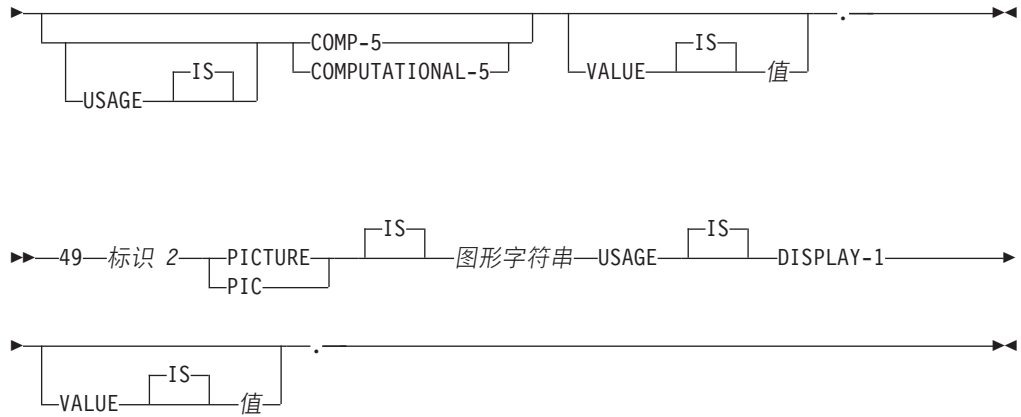 COMP-5
IS IS
COMPUTATIONAL-5 VALUE 值 .
USAGE
IS IS
49 标识 2 PICTURE 图形字符串 USAGE DISPLAY-1
PIC
IS
VALUE 值 .